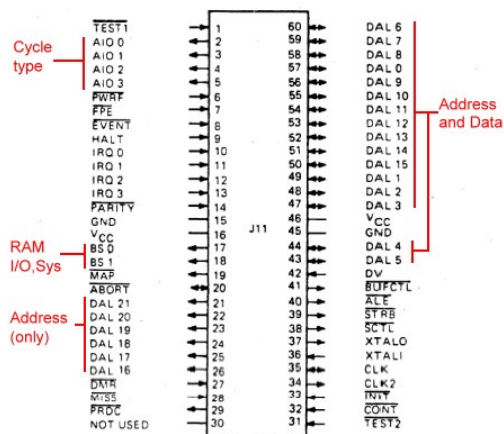 TEST1 1 60 DAL 6
Cycle
type
AIO 0 2 59 DAL 7
AIO 1 3 58 DAL 8
AIO 2 4 57 DAL 0
AIO 3 5 56 DAL 9
PWRF 6 55 DAL 10
FPE 7 54 DAL 11
Address
and Data
EVENT 8 53 DAL 12
HALT 9 52 DAL 13
IRQ 0 10 51 DAL 14
IRQ 1 11 50 DAL 15
IRQ 2 12 49 DAL 1
IRQ 3 13 48 DAL 2
PARITY 14 47 DAL 3
GND 15 46 VCC
J11
VCC 16 45 GND
RAM
I/O,Sys
BS 0 17 44 DAL 4
BS 1 18 43 DAL 5
MAP 19 42 DV
ABORT 20 41 BUFCTL
Address
(only)
DAL 21 21 40 ALE
DAL 20 22 39 STRB
DAL 19 23 38 SCTL
DAL 18 24 37 XTALO
DAL 17 25 36 XTALI
DAL 16 26 35 CLK
DMR 27 34 CLK2
MISS 28 33 INIT
PRDC 29 32 CONT
NOT USED 30 31 TEST2